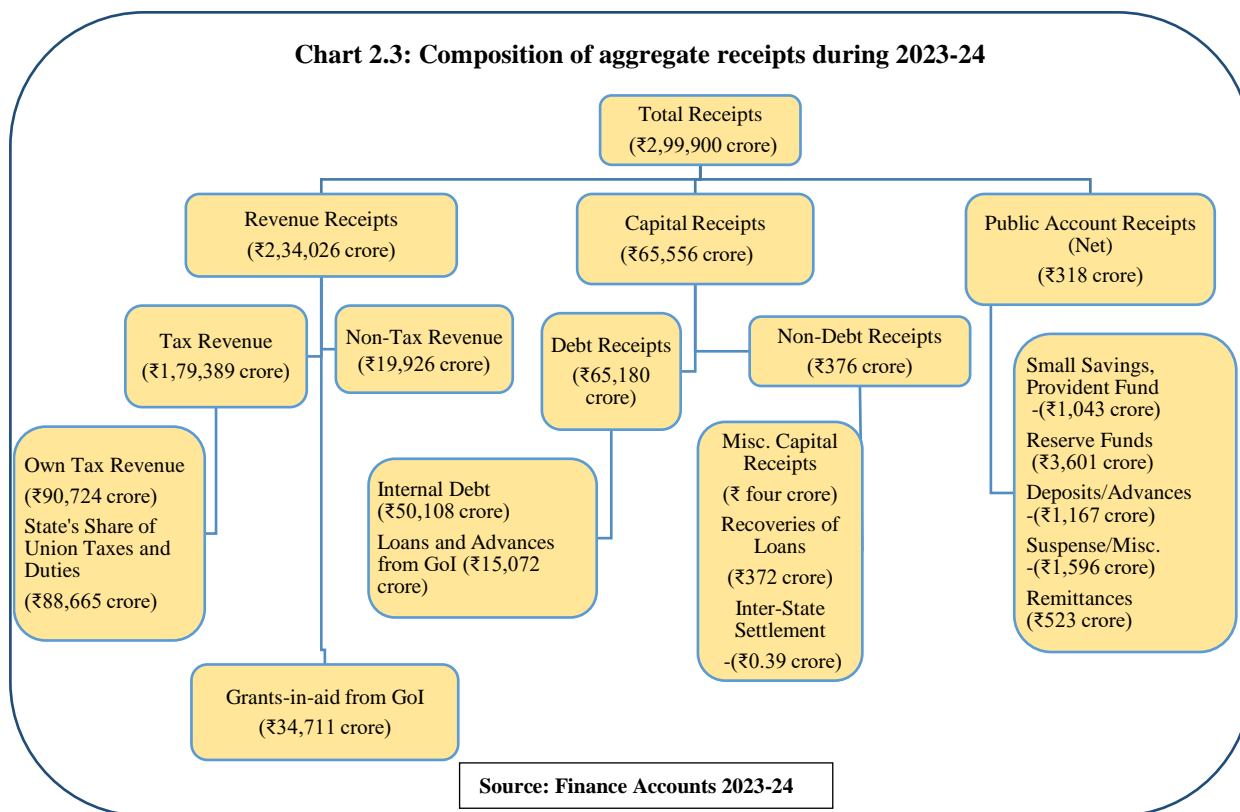 Chart 2.3: Composition of aggregate receipts during 2023-24
Total Receipts
(₹2,99,900 crore)
Revenue Receipts
(₹2,34,026 crore)
Capital Receipts
(₹65,556 crore)
Public Account Receipts
(Net)
(₹318 crore)
Tax Revenue
(₹1,79,389 crore)
Non-Tax Revenue
(₹19,926 crore)
Debt Receipts
(₹65,180
crore)
Non-Debt Receipts
(₹376 crore)
Own Tax Revenue
(₹90,724 crore)
State's Share of
Union Taxes and
Duties
(₹88,665 crore)
Internal Debt
(₹50,108 crore)
Loans and Advances
from GoI (₹15,072
crore)
Misc. Capital
Receipts
(₹ four crore)
Recoveries of
Loans
(₹372 crore)
Inter-State
Settlement
-(₹0.39 crore)
Small Savings,
Provident Fund
-(₹1,043 crore)
Reserve Funds
(₹3,601 crore)
Deposits/Advances
-(₹1,167 crore)
Suspense/Misc.
-(₹1,596 crore)
Remittances
(₹523 crore)
Grants-in-aid from GoI
(₹34,711 crore)
Source: Finance Accounts 2023-24